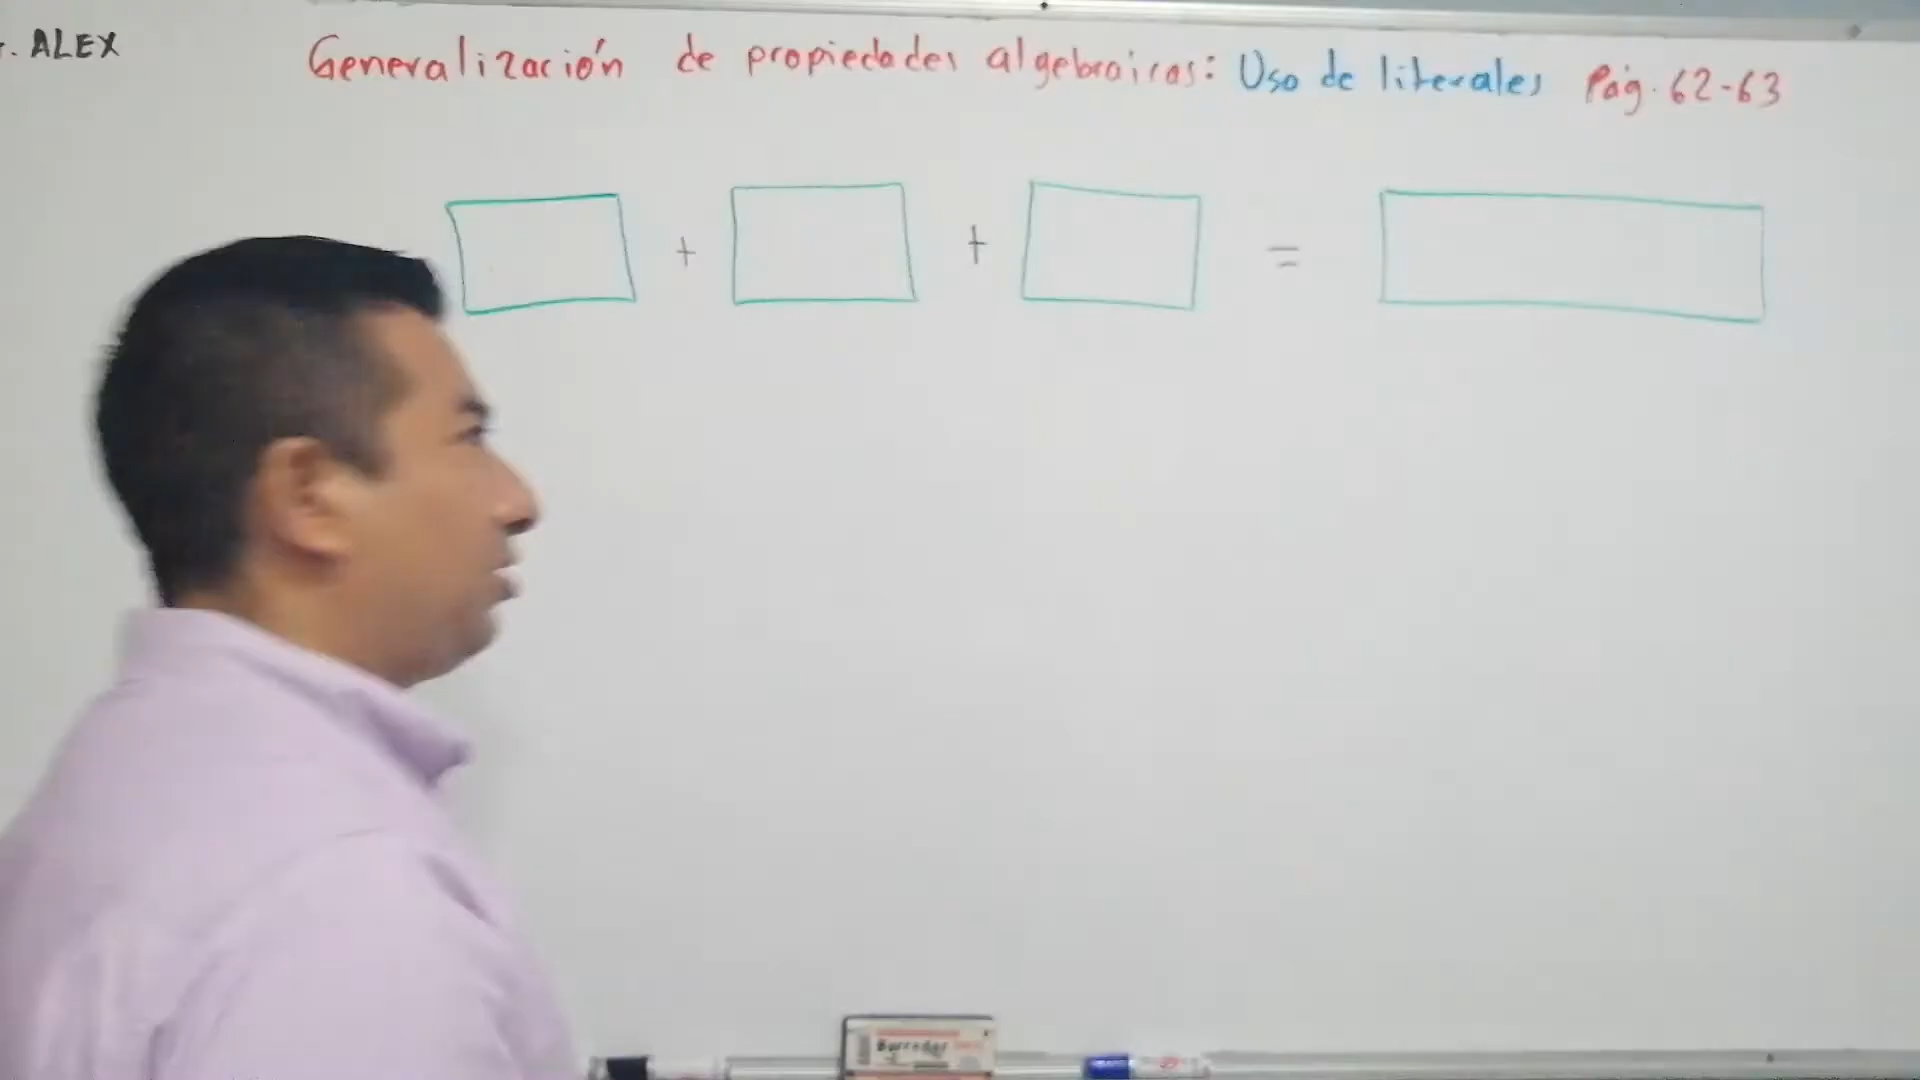 . ALEX
Generalización de propiedades algebraicas: Uso de literales Pág. 62-63
+ + =
Borrador